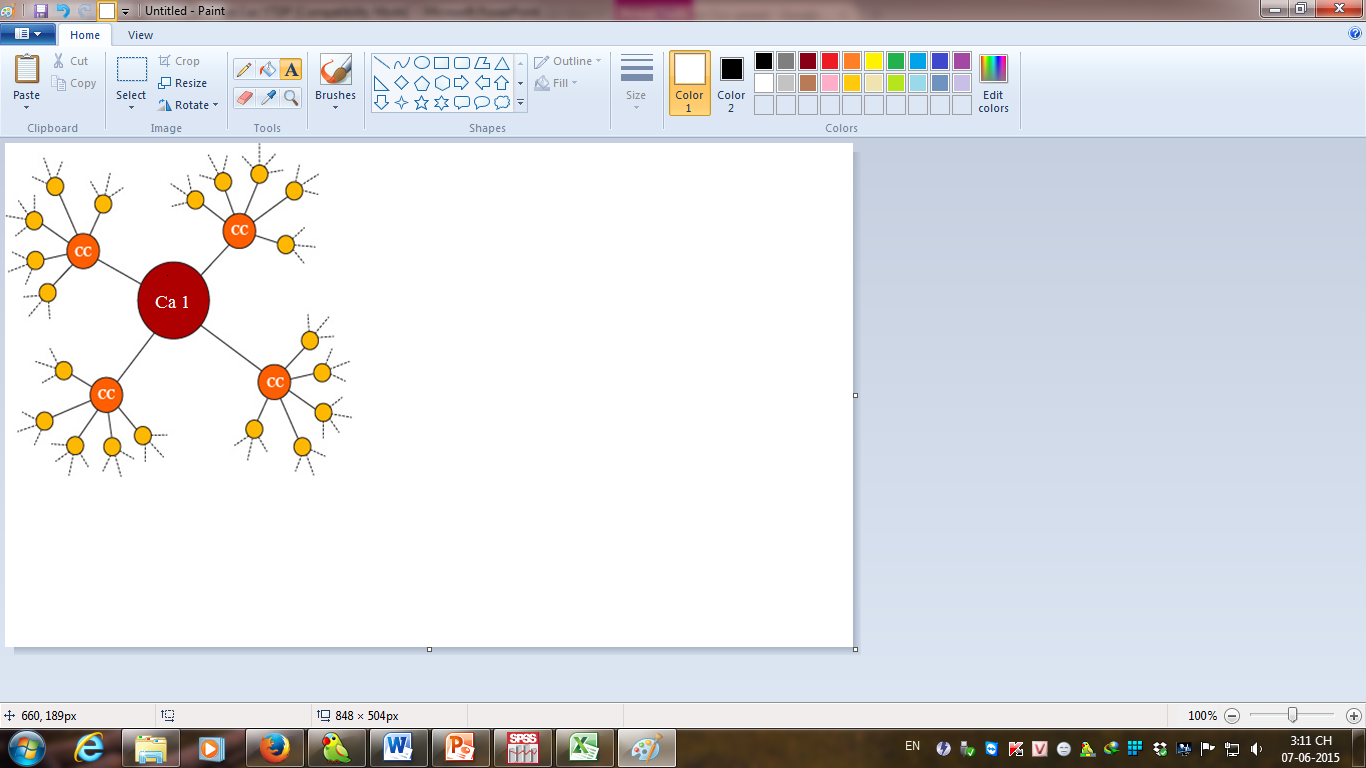 Untitled - Paint
Home View
Paste
Cut
Copy
Clipboard
Select
Crop
Resize
Rotate
Image
A
Tools
Brushes
Shapes
Outline
Fill
Size
Color 1
Color 2
Edit colors
Colors
CC
CC
Ca 1
CC
CC
660, 189px
848 × 504px
100%
SPSS
EN
3:11 CH
07-06-2015